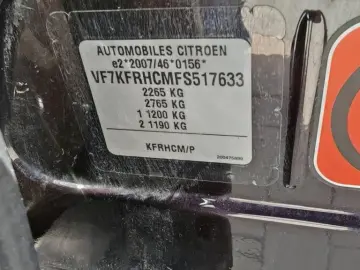 AUTOMOBILES CITROEN
e2*2007/46*0156*
VF7KFRHCMFS517633
2265 KG
2765 KG
1 1200 KG
2 1190 KG
KFRHCM/P